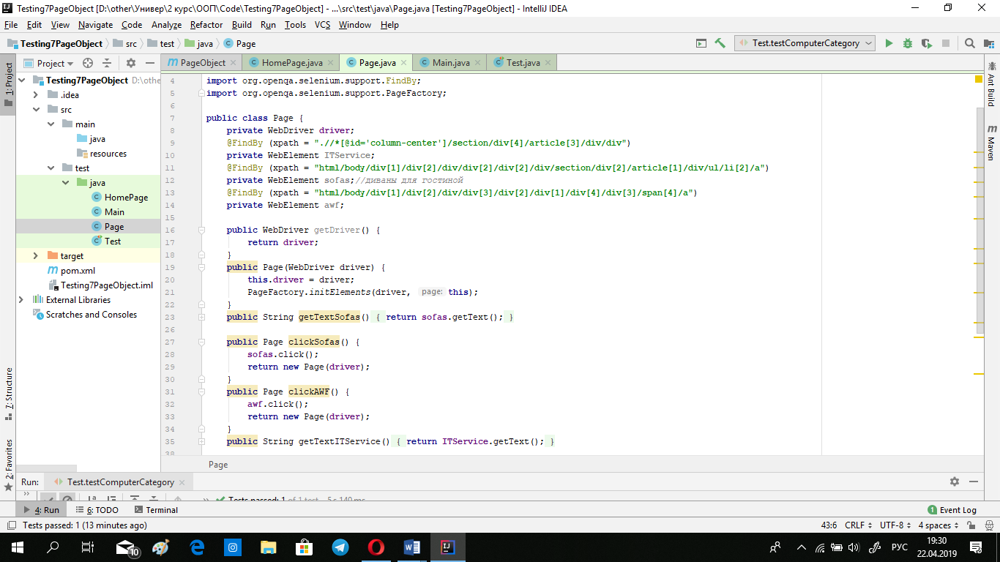 Testing7PageObject [D:\other\Универ\2 курс\ООП\Code\Testing7PageObject] - ...\src\test\java\Page.java [Testing7PageObject] - IntelliJ IDEA
File Edit View Navigate Code Analyze Refactor Build Run Tools VCS Window Help
Testing7PageObject src test java Page Test.testComputerCategory
1: Project
Project
PageObject HomePage.java Page.java Main.java Test.java
Testing7PageObject D:\othe
.idea
src
main
java
resources
test
java
HomePage
Main
Page
Test
target
pom.xml
Testing7PageObject.iml
External Libraries
Scratches and Consoles
4 import org.openqa.selenium.support.FindBy;
5 import org.openqa.selenium.support.PageFactory;
6
7 public class Page {
8 private WebDriver driver;
9 @FindBy (xpath = ".//*[@id='column-center']/section/div[4]/article[3]/div/div")
10 private WebElement ITService;
11 @FindBy (xpath = "html/body/div[1]/div[2]/div/div[2]/div[2]/div/section/div[2]/article[1]/div/ul/li[2]/a")
12 private WebElement sofas;//диваны для гостиной
13 @FindBy (xpath = "html/body/div[1]/div[2]/div/div[3]/div[2]/div[1]/div[4]/div[3]/span[4]/a")
14 private WebElement awf;
15
16 public WebDriver getDriver() {
17 return driver;
18 }
19 public Page(WebDriver driver) {
20 this.driver = driver;
21 PageFactory.initElements(driver, page: this);
22 }
23 public String getTextSofas() { return sofas.getText(); }
26
27 public Page clickSofas() {
28 sofas.click();
29 return new Page(driver);
30 }
31 public Page clickAWF() {
32 awf.click();
33 return new Page(driver);
34 }
35 public String getTextITService() { return ITService.getText(); }
38
Page
Ant Build
Maven
7: Structure
2: Favorites
Run: Test.testComputerCategory
Tests passed: 1 of 1 test - 5 s 140 ms
4: Run 6: TODO Terminal 1 Event Log
Tests passed: 1 (13 minutes ago) 43:6 CRLF UTF-8 4 spaces
10
РУС
19:30
22.04.2019